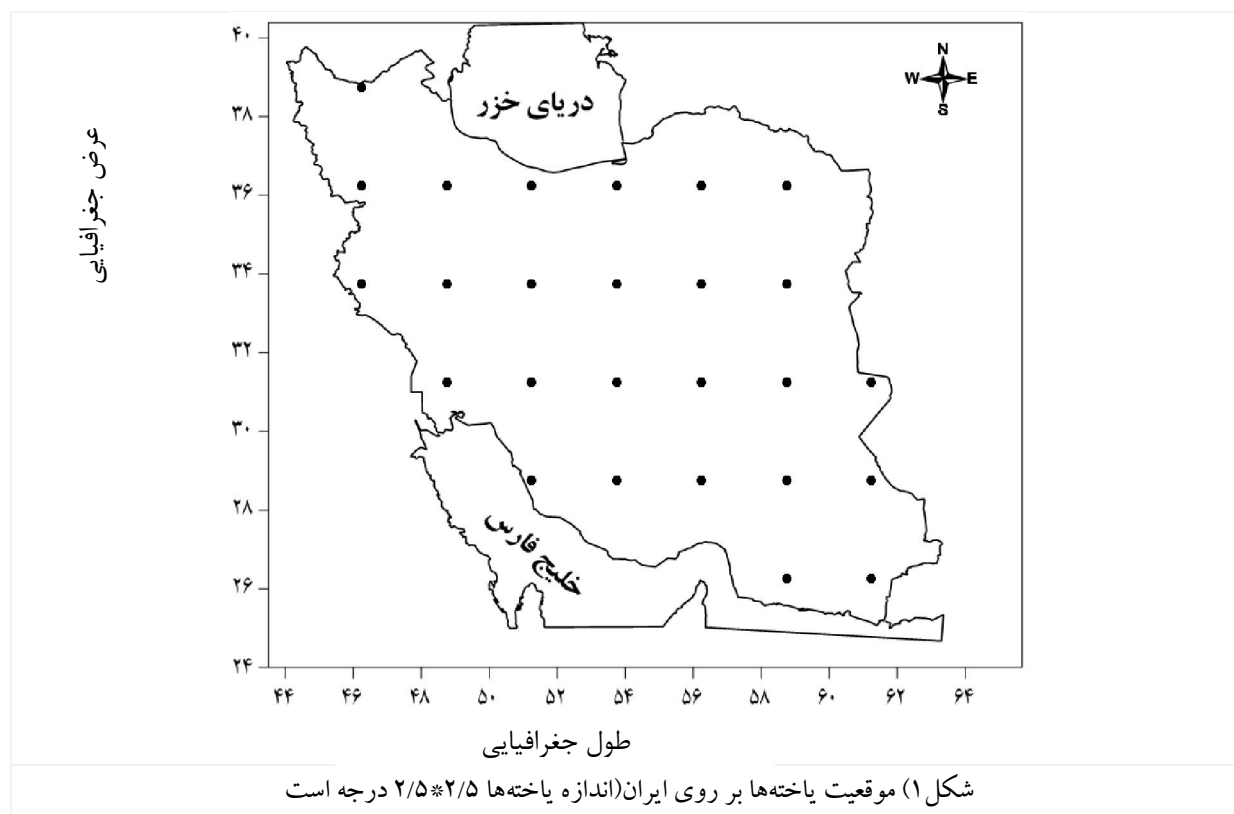 ۴۰
۳۸
۳۶
۳۴
۳۲
۳۰
۲۸
۲۶
۲۴
عرض جغرافیایی
دریای خزر
N
W E
S
خلیج فارس
۴۴ ۴۶ ۴۸ ۵۰ ۵۲ ۵۴ ۵۶ ۵۸ ۶۰ ۶۲ ۶۴
طول جغرافیایی
شکل۱) موقعیت یاخته‌ها بر روی ایران(اندازه یاخته‌ها ۲/۵*۲/۵ درجه است